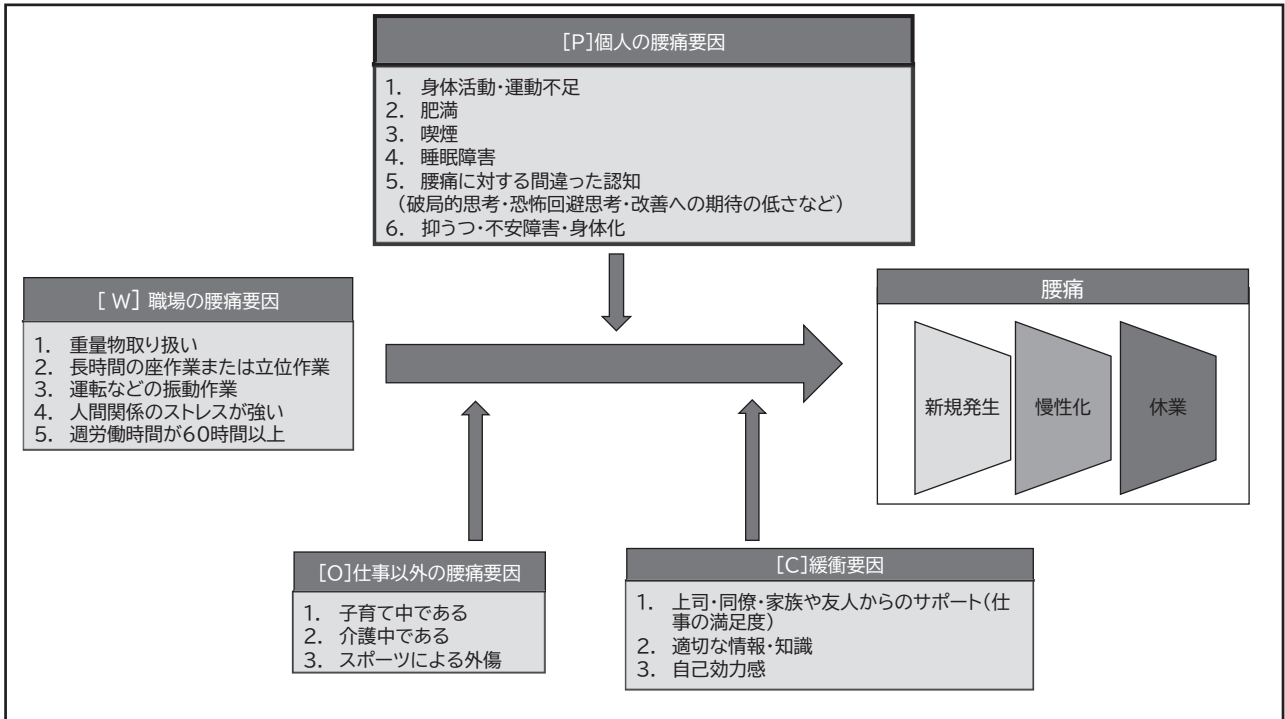 [P]個人の腰痛要因
1. 身体活動・運動不足
2. 肥満
3. 喫煙
4. 睡眠障害
5. 腰痛に対する間違った認知
(破局的思考・恐怖回避思考・改善への期待の低さなど)
6. 抑うつ・不安障害・身体化
[ W] 職場の腰痛要因
1. 重量物取り扱い
2. 長時間の座作業または立位作業
3. 運転などの振動作業
4. 人間関係のストレスが強い
5. 週労働時間が60時間以上
腰痛
新規発生
慢性化
休業
[O]仕事以外の腰痛要因
1. 子育て中である
2. 介護中である
3. スポーツによる外傷
[C]緩衝要因
1. 上司・同僚・家族や友人からのサポート(仕
事の満足度)
2. 適切な情報・知識
3. 自己効力感